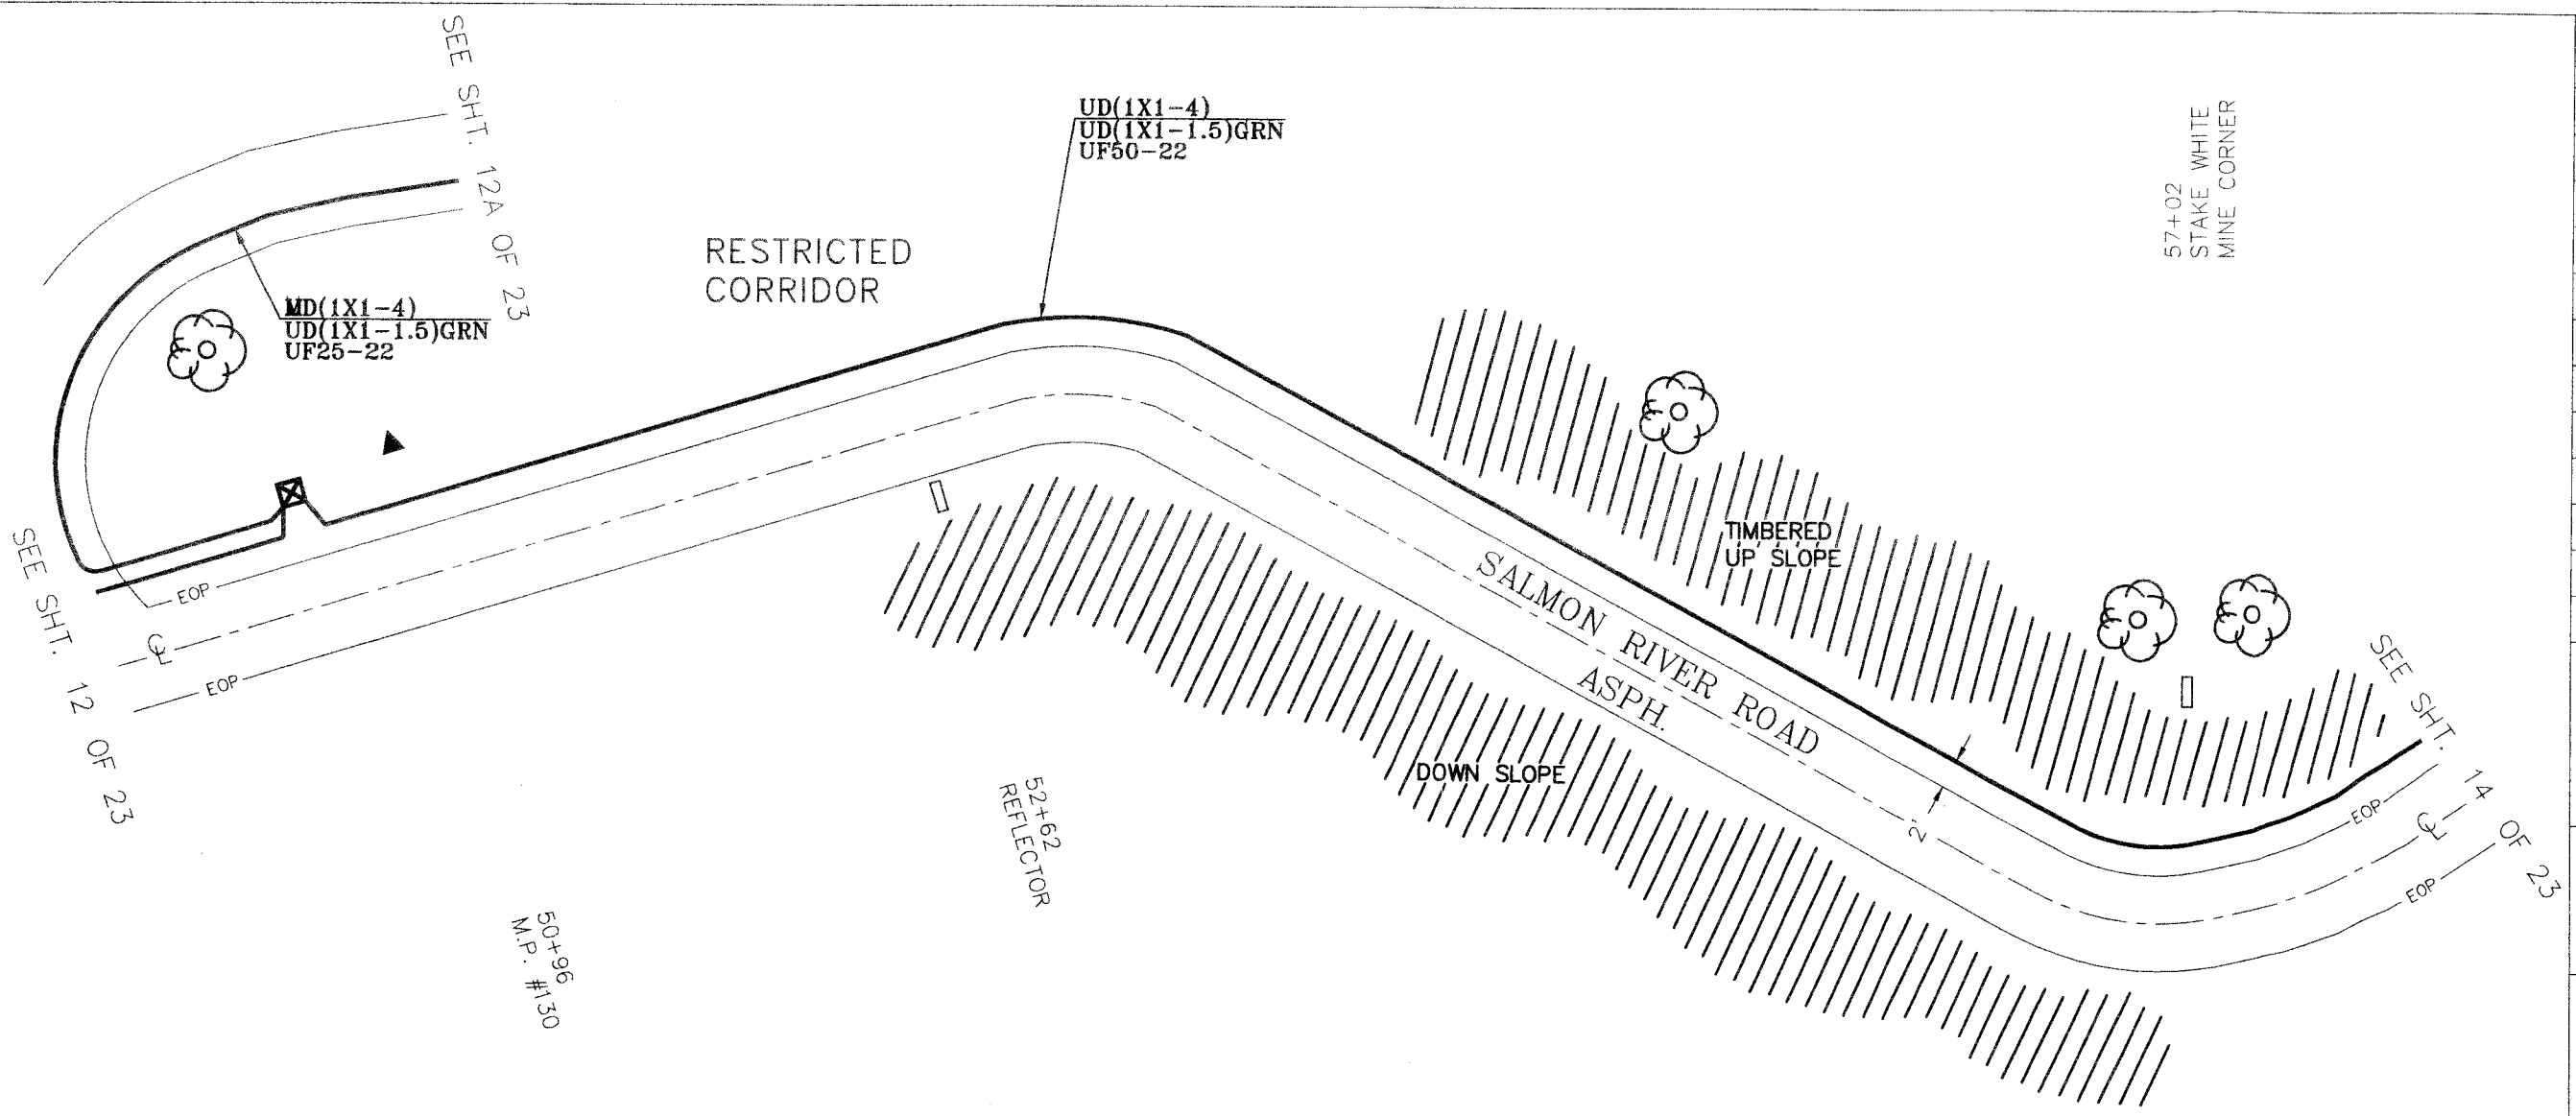 SEE SHT. 12A OF 23
UD(1X1-4)
UD(1X1-1.5)GRN
UF50-22
57+02
STAKE WHITE
MINE CORNER
RESTRICTED
CORRIDOR
MD(1X1-4)
UD(1X1-1.5)GRN
UF25-22
TIMBERED
UP SLOPE
SEE SHT. 12 OF 23
EOP
℄
EOP
SALMON RIVER ROAD
ASPH.
DOWN SLOPE
2'
SEE SHT. 14 OF 23
EOP
℄
EOP
52+62
REFLECTOR
50+96
M.P. #130